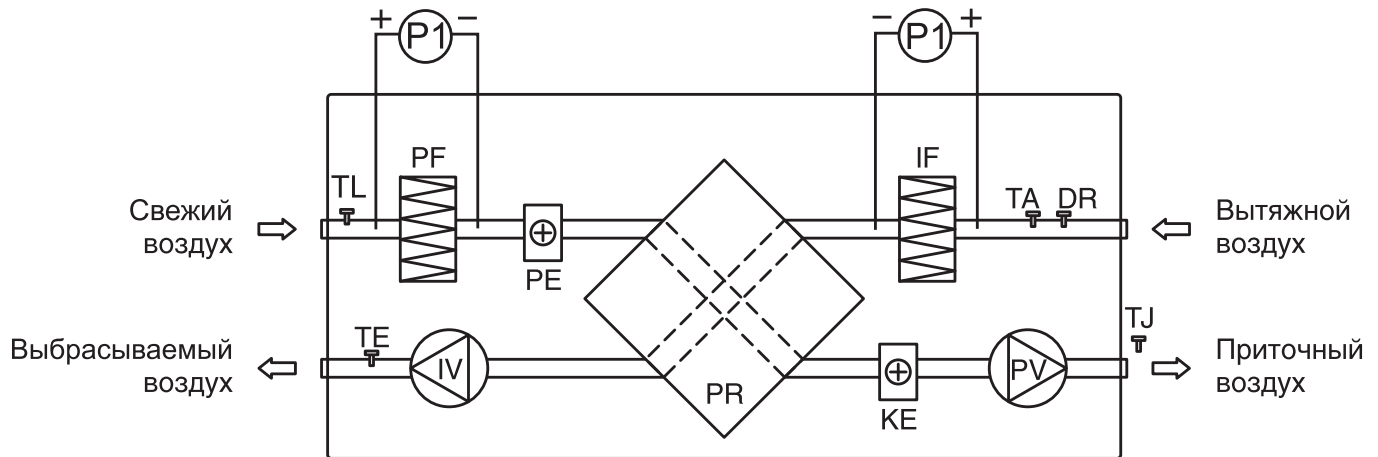 + P1 −
− P1 +
PF
IF
TL
TA DR
Свежий
воздух
Вытяжной
воздух
PE
TE
TJ
Выбрасываемый
воздух
IV
PV
Приточный
воздух
PR
KE